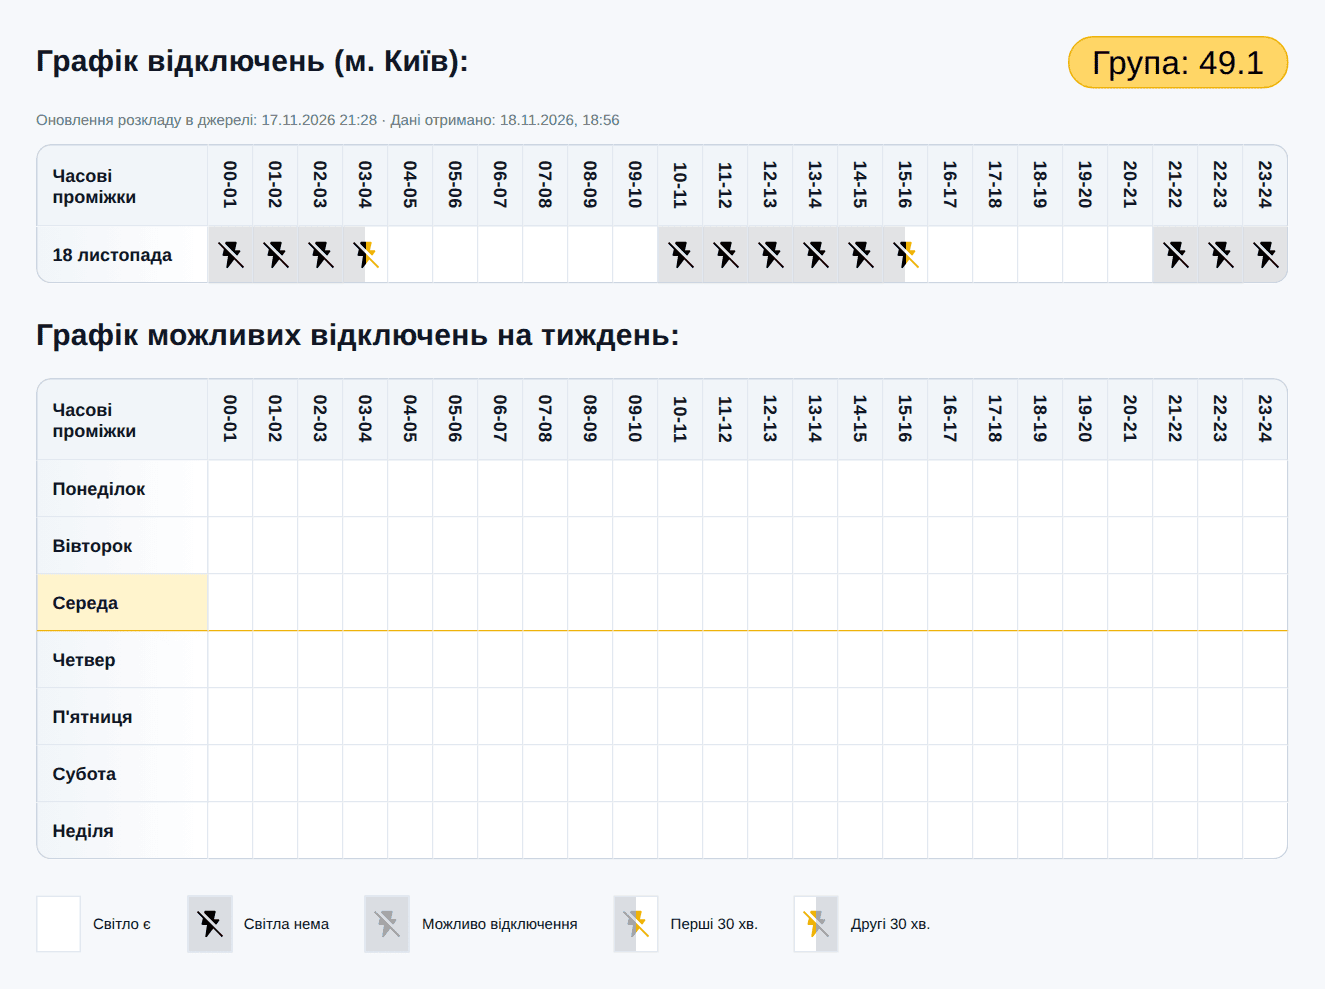 Графік відключень (м. Київ):
Група: 49.1
Оновлення розкладу в джерелі: 17.11.2026 21:28 · Дані отримано: 18.11.2026, 18:56
Часові
проміжки
00-01 01-02 02-03 03-04 04-05 05-06 06-07 07-08 08-09 09-10 10-11 11-12 12-13 13-14 14-15 15-16 16-17 17-18 18-19 19-20 20-21 21-22 22-23 23-24
18 листопада
Графік можливих відключень на тиждень:
Часові
проміжки
00-01 01-02 02-03 03-04 04-05 05-06 06-07 07-08 08-09 09-10 10-11 11-12 12-13 13-14 14-15 15-16 16-17 17-18 18-19 19-20 20-21 21-22 22-23 23-24
Понеділок
Вівторок
Середа
Четвер
П'ятниця
Субота
Неділя
Світло є Світла нема Можливо відключення Перші 30 хв. Другі 30 хв.